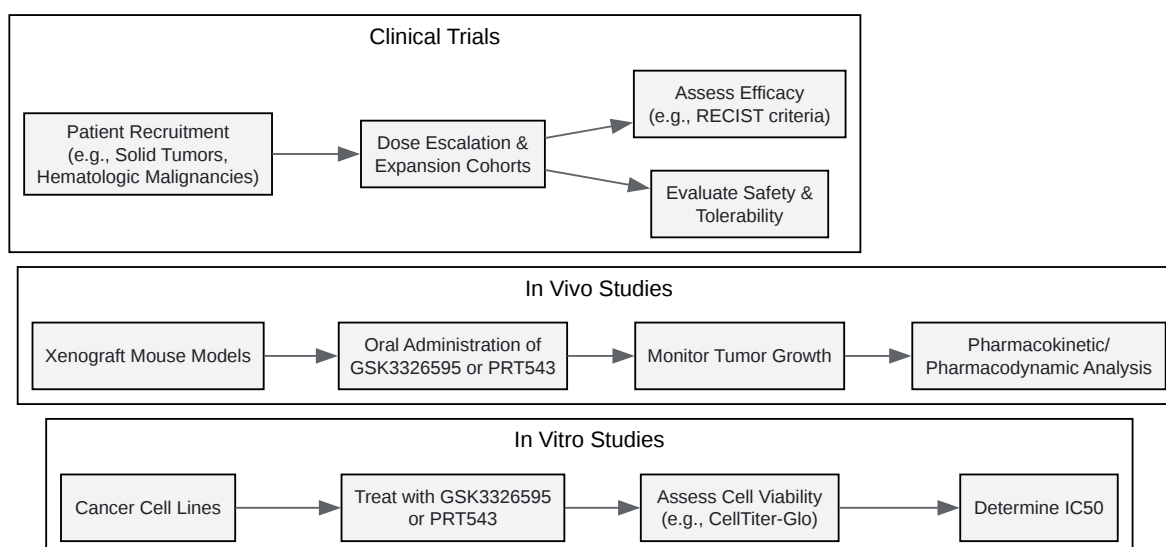 Clinical Trials
Patient Recruitment
(e.g., Solid Tumors,
Hematologic Malignancies)
Dose Escalation &
Expansion Cohorts
Assess Efficacy
(e.g., RECIST criteria)
Evaluate Safety &
Tolerability
In Vivo Studies
Xenograft Mouse Models
Oral Administration of
GSK3326595 or PRT543
Monitor Tumor Growth
Pharmacokinetic/
Pharmacodynamic Analysis
In Vitro Studies
Cancer Cell Lines
Treat with GSK3326595
or PRT543
Assess Cell Viability
(e.g., CellTiter-Glo)
Determine IC50